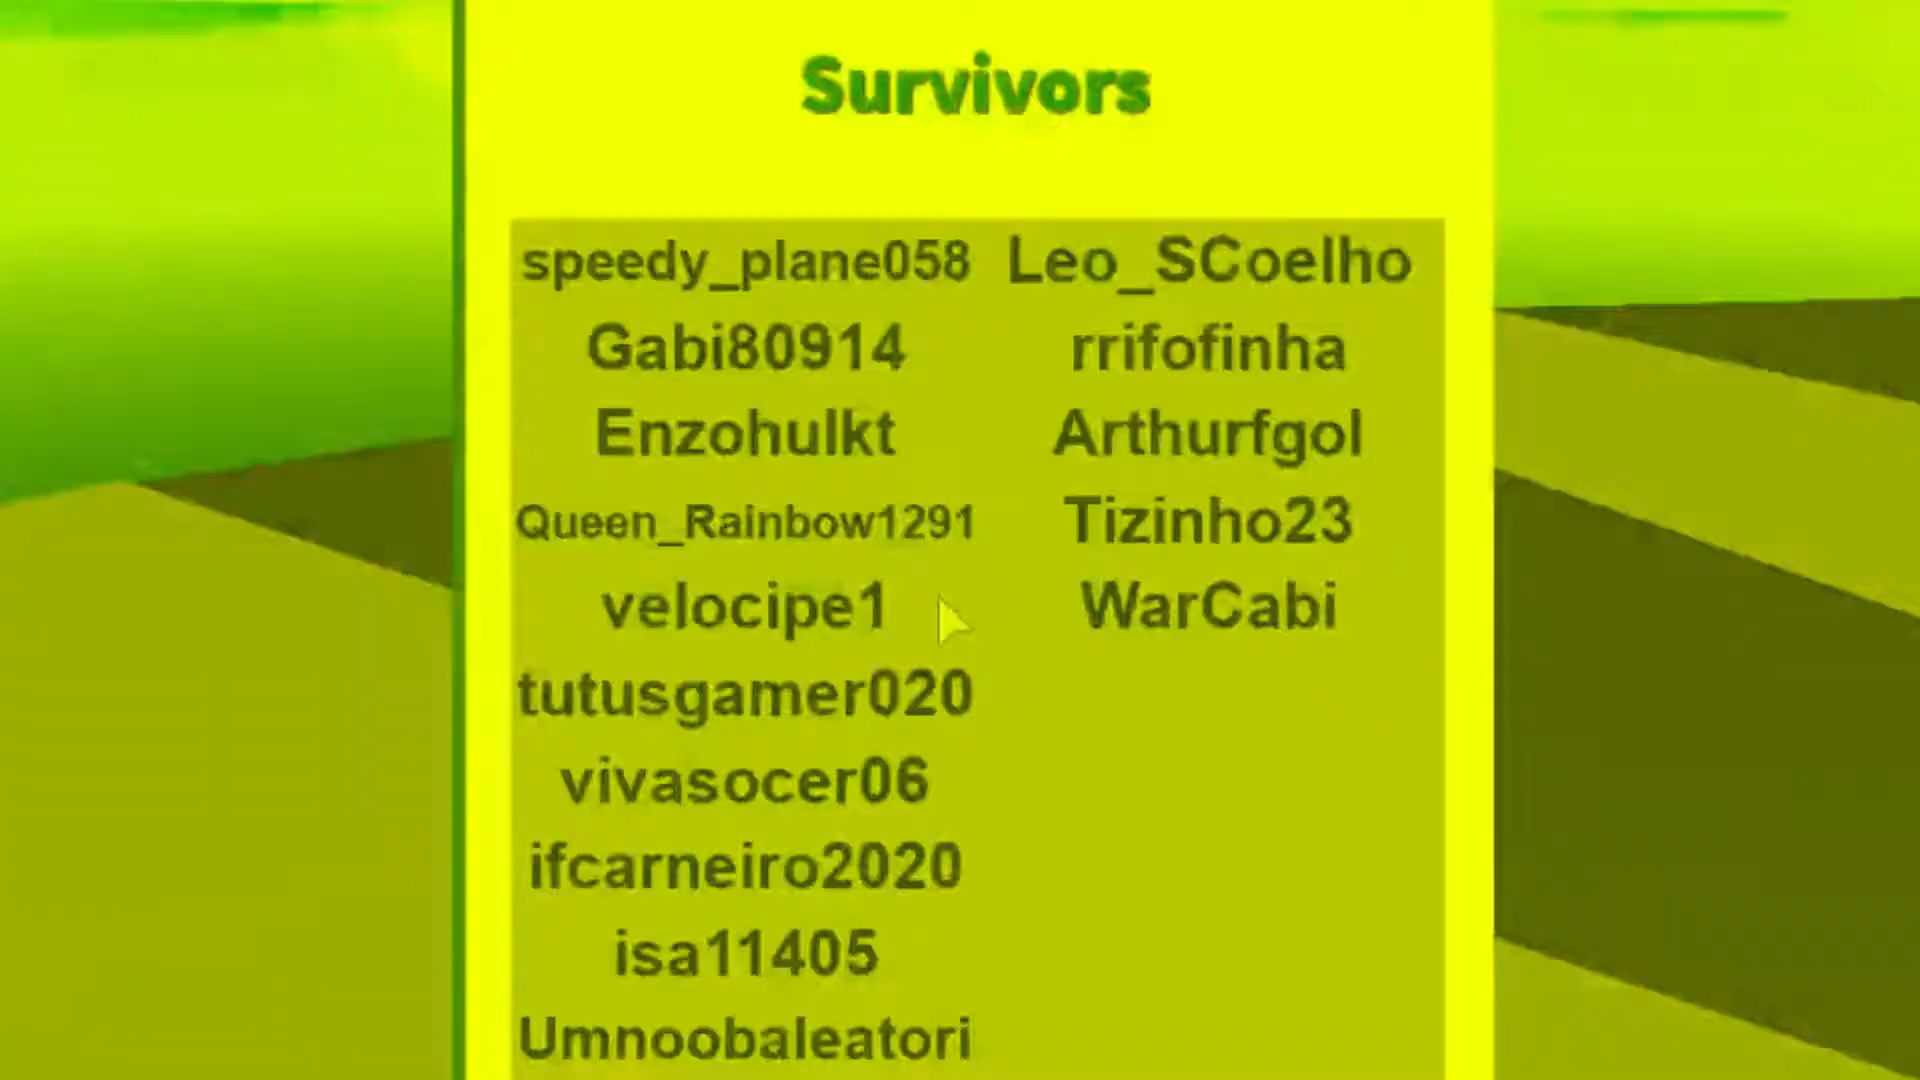 Survivors
speedy_plane058 Leo_SCoelho
Gabi80914 rrifofinha
Enzohulkt Arthurfgol
Queen_Rainbow1291 Tizinho23
velocipe1 WarCabi
tutusgamer020
vivasocer06
ifcarneiro2020
isa11405
Umnoobaleatori